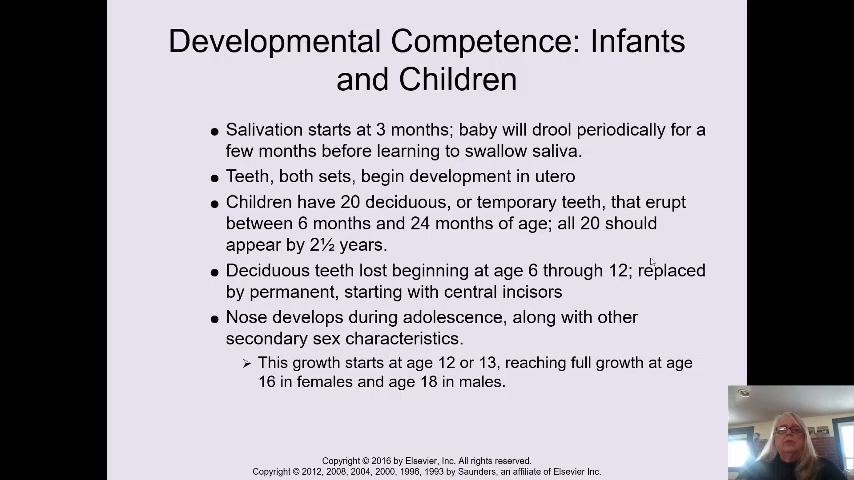 Developmental Competence: Infants
and Children
● Salivation starts at 3 months; baby will drool periodically for a
few months before learning to swallow saliva.
● Teeth, both sets, begin development in utero
● Children have 20 deciduous, or temporary teeth, that erupt
between 6 months and 24 months of age; all 20 should
appear by 2½ years.
● Deciduous teeth lost beginning at age 6 through 12; replaced
by permanent, starting with central incisors
● Nose develops during adolescence, along with other
secondary sex characteristics.
➢ This growth starts at age 12 or 13, reaching full growth at age
16 in females and age 18 in males.
Copyright © 2016 by Elsevier, Inc. All rights reserved.
Copyright © 2012, 2008, 2004, 2000, 1996, 1993 by Saunders, an affiliate of Elsevier Inc.